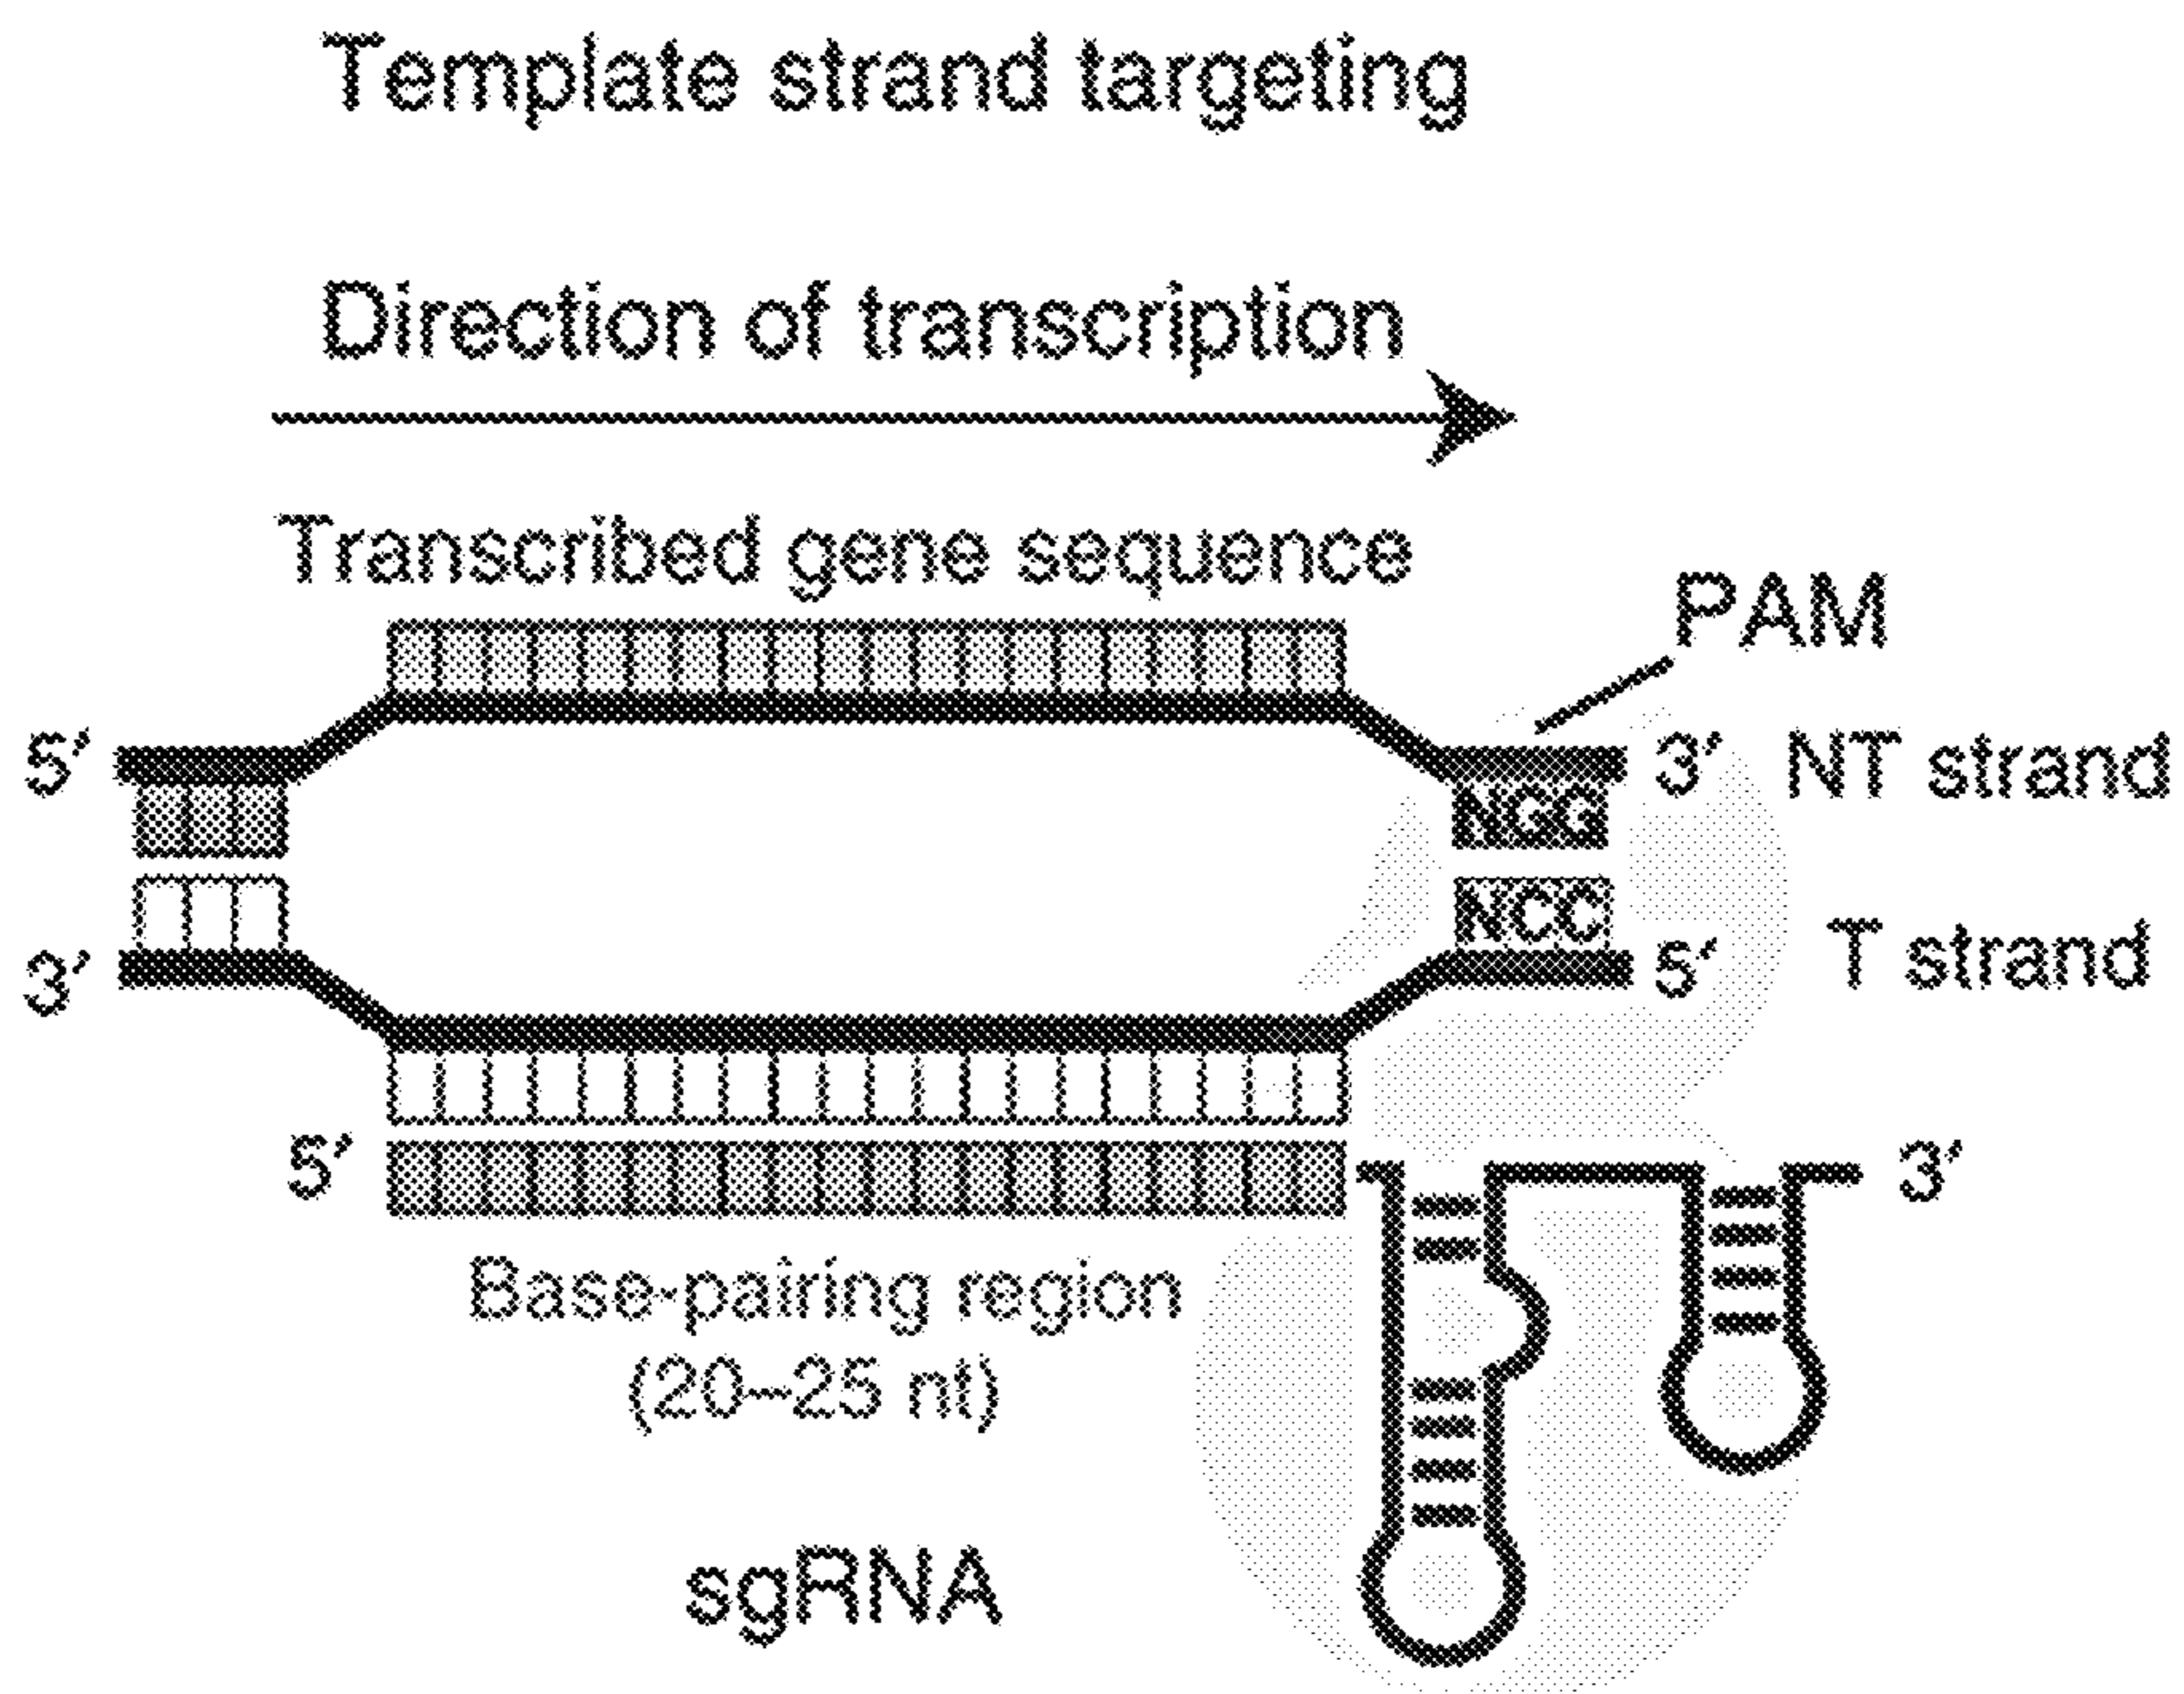 Template strand targeting
Direction of transcription
Transcribed gene sequence
PAM
5′ 3′ NT strand
NGG
NCC
3′ 5′ T strand
5′ 3′
Base-pairing region
(20–25 nt)
sgRNA